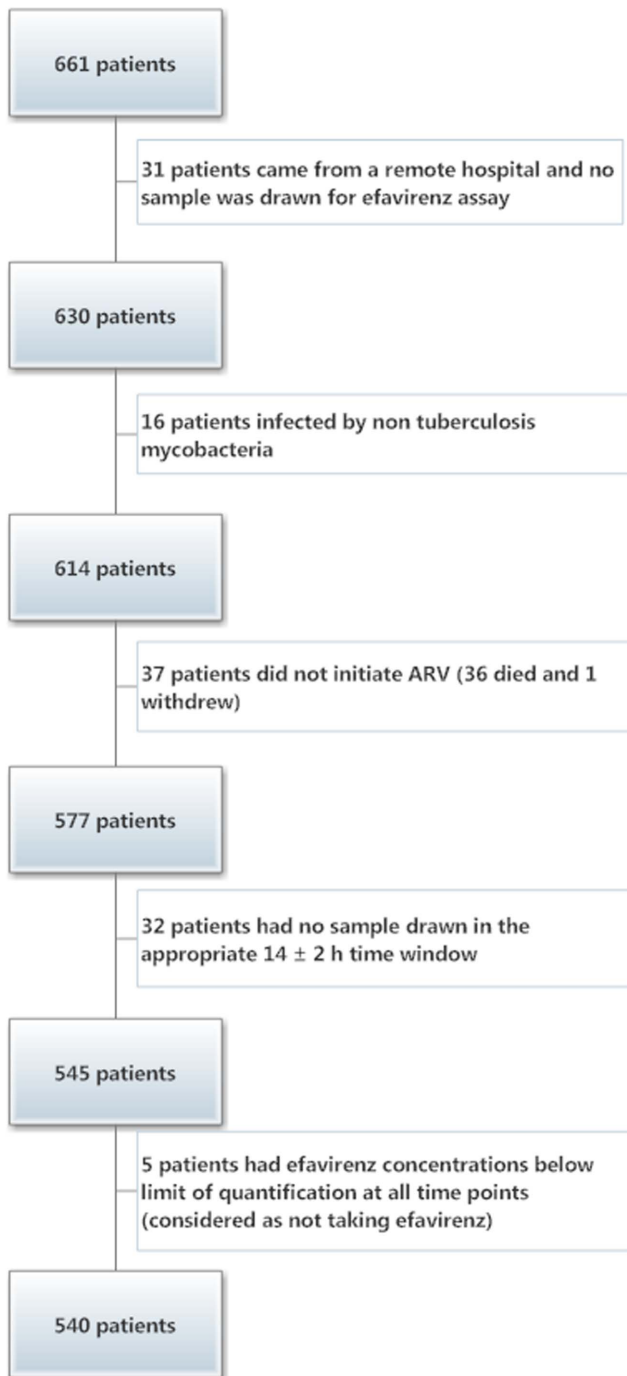 661 patients
31 patients came from a remote hospital and no
sample was drawn for efavirenz assay
630 patients
16 patients infected by non tuberculosis
mycobacteria
614 patients
37 patients did not initiate ARV (36 died and 1
withdrew)
577 patients
32 patients had no sample drawn in the
appropriate 14 ± 2 h time window
545 patients
5 patients had efavirenz concentrations below
limit of quantification at all time points
(considered as not taking efavirenz)
540 patients